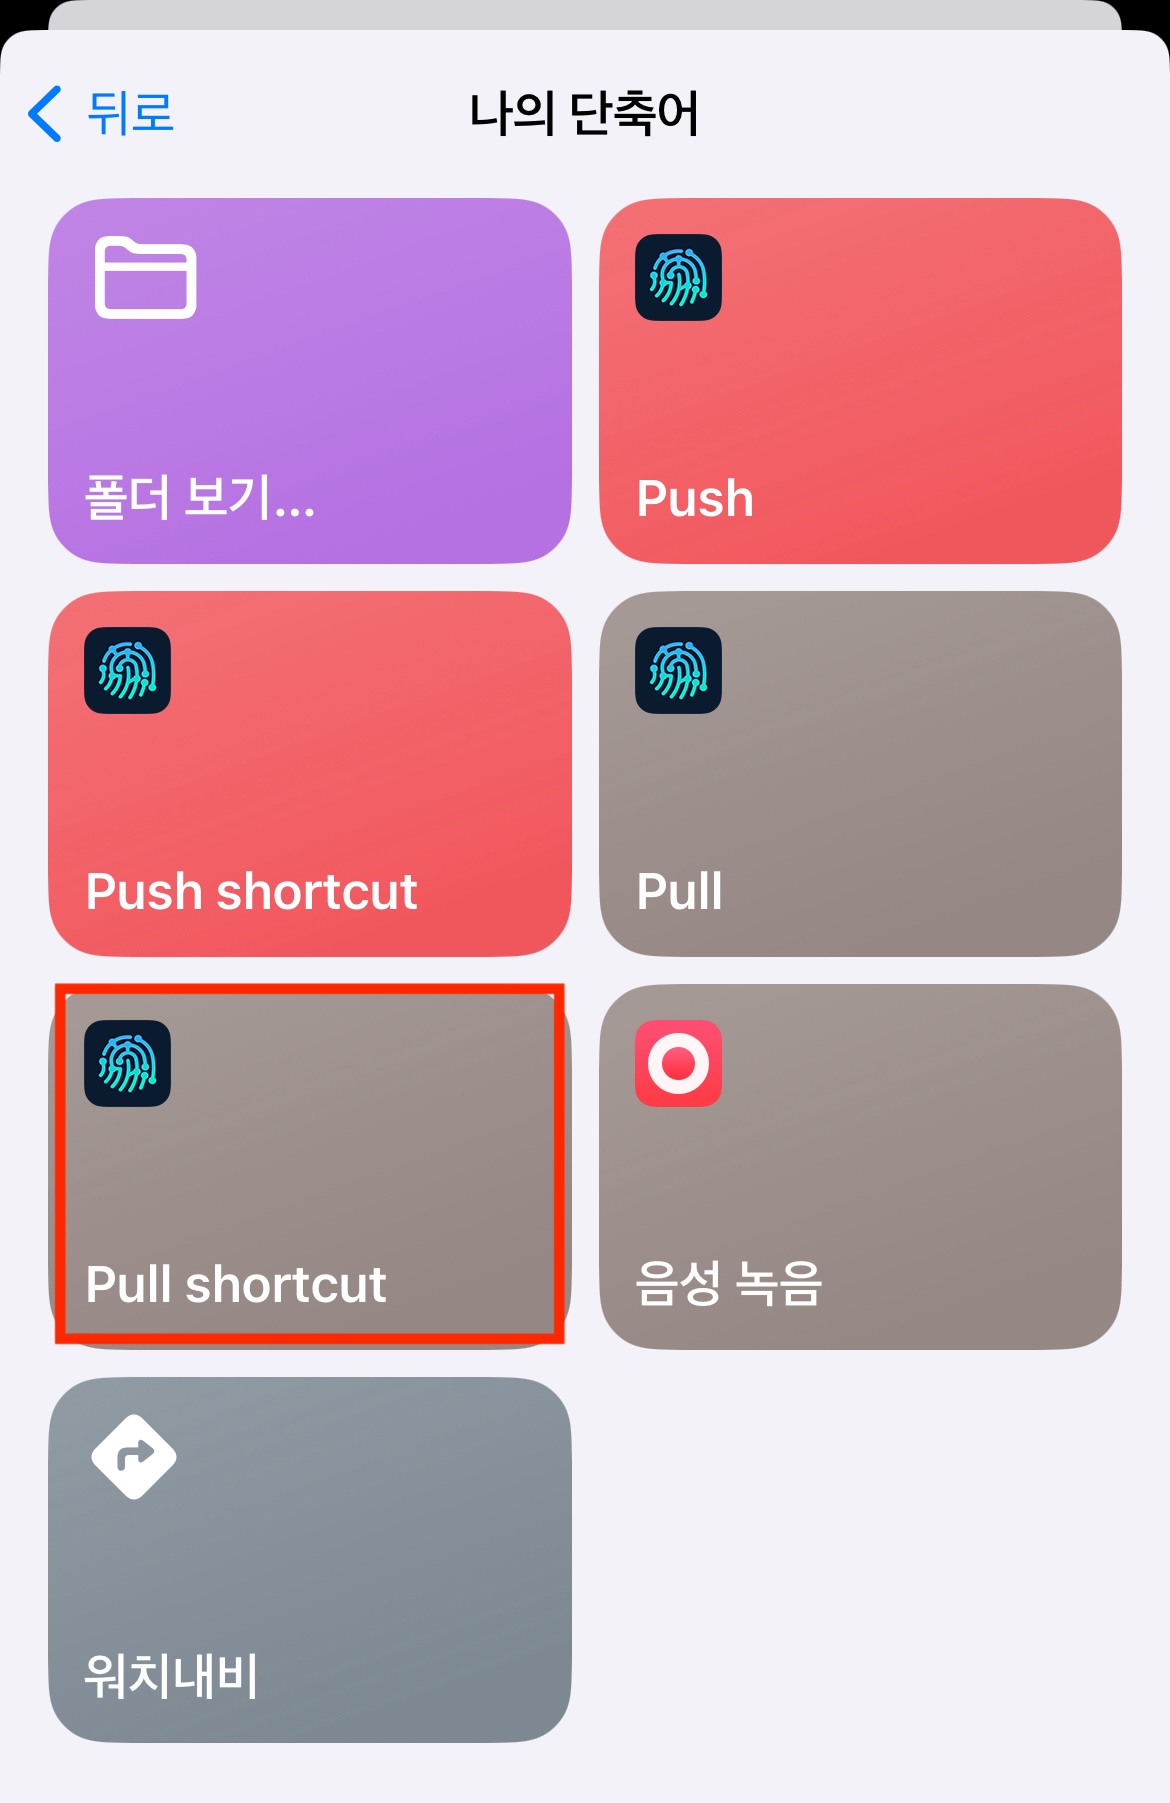 뒤로
나의 단축어
폴더 보기...
Push
Push shortcut
Pull
Pull shortcut
음성 녹음
워치내비